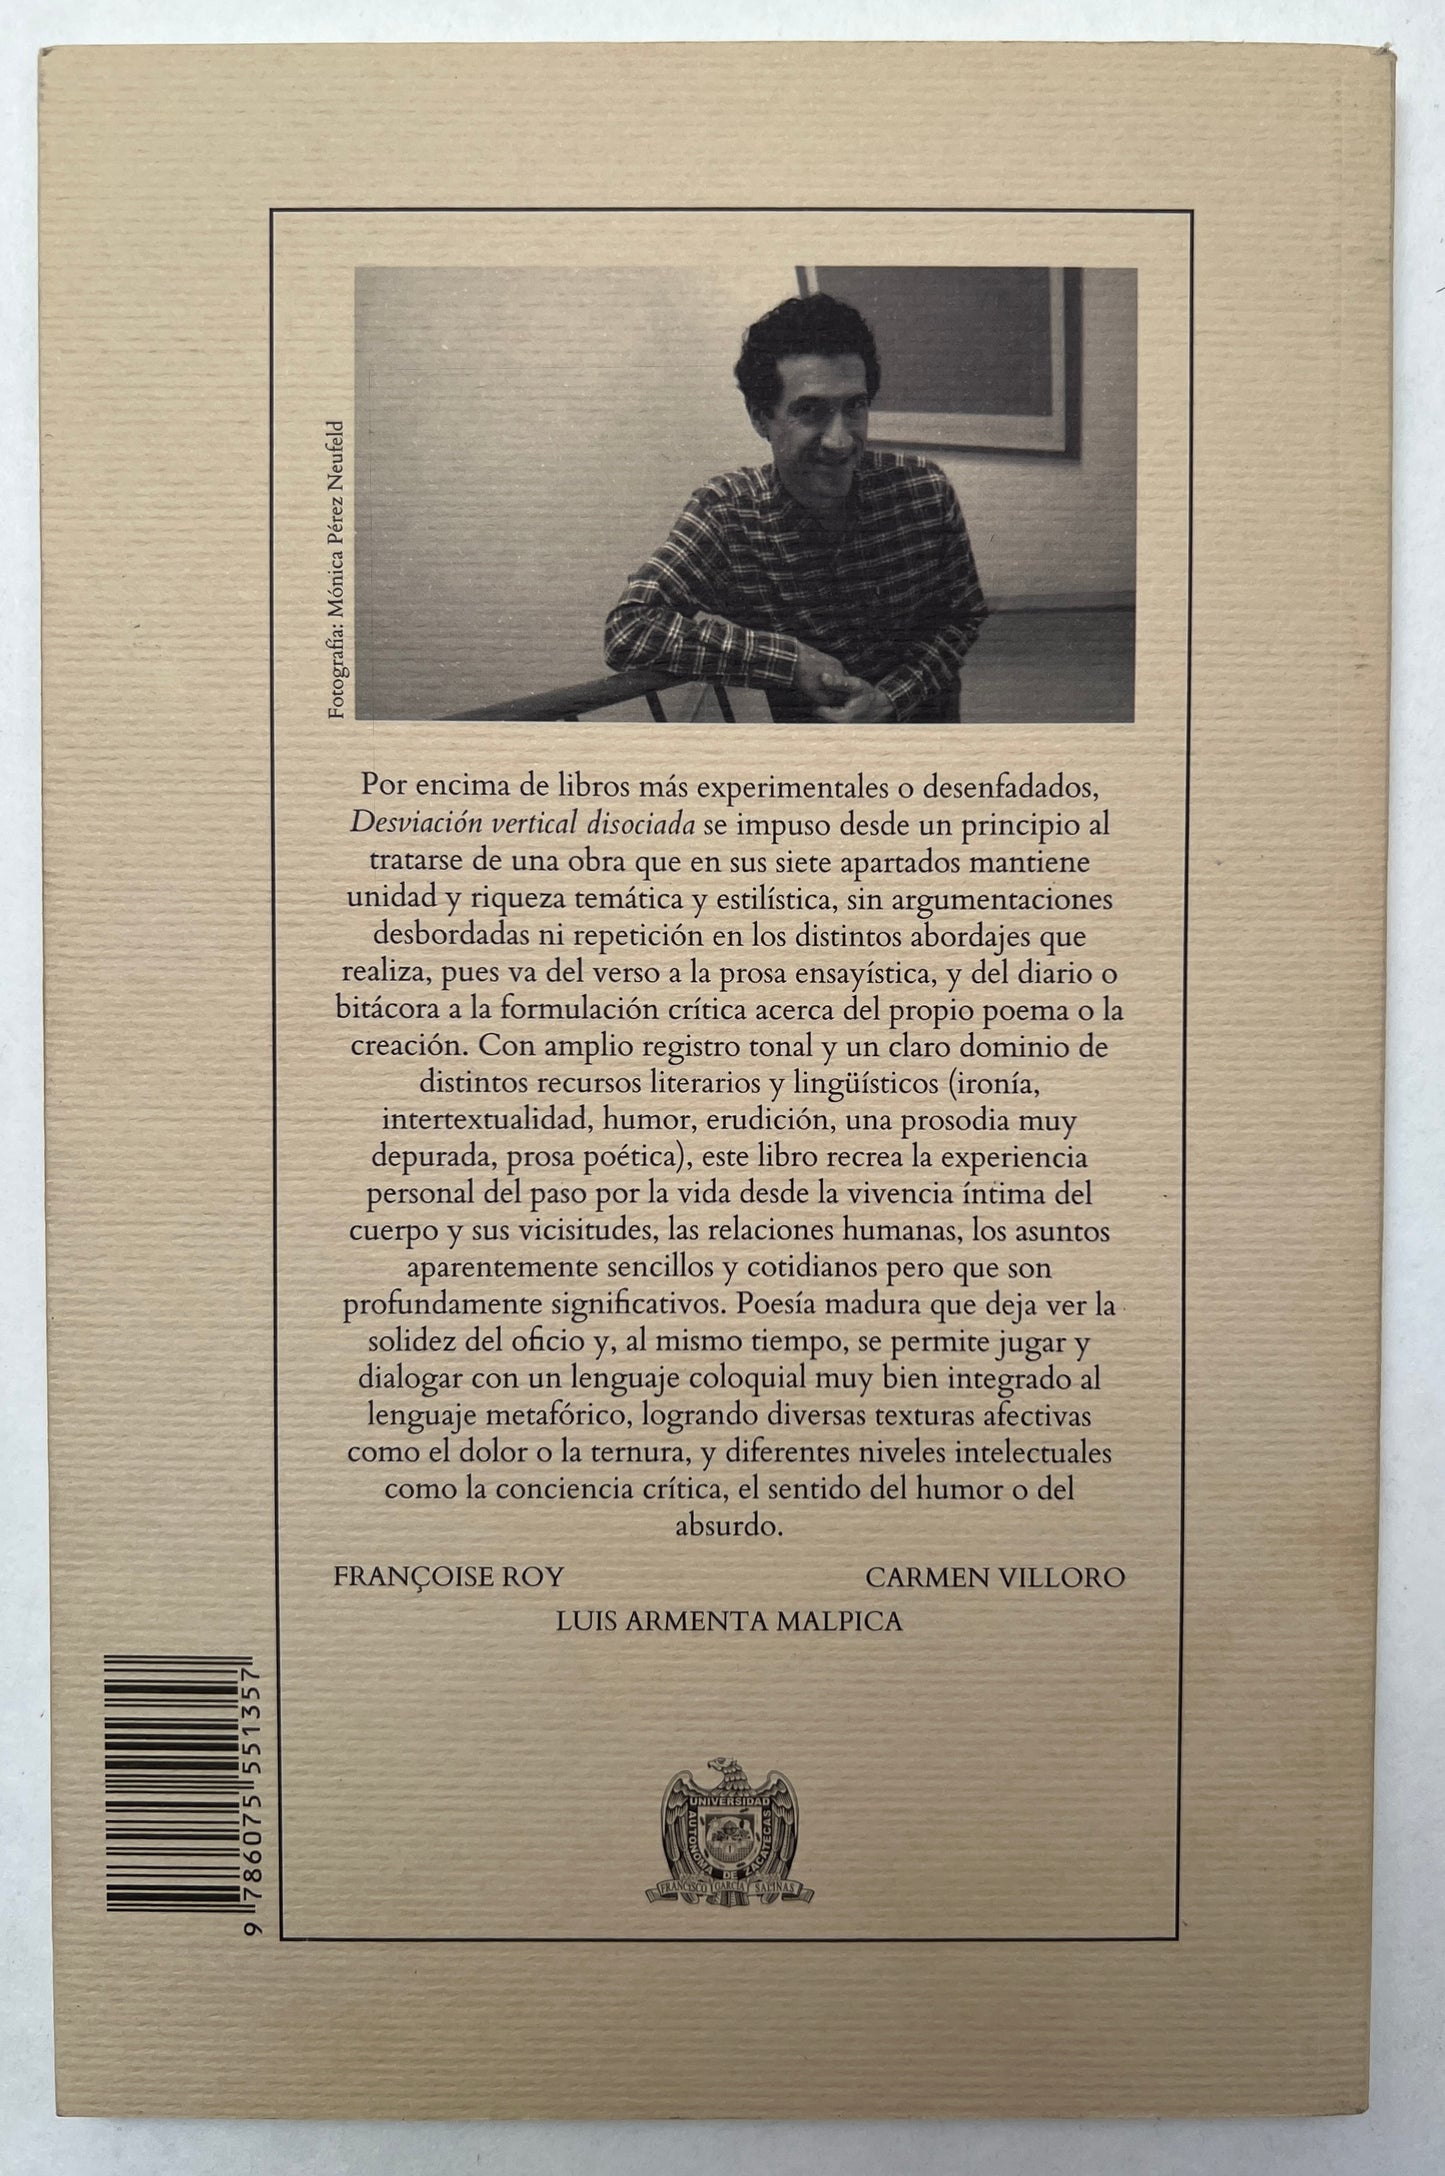 Fotografía: Mónica Pérez Neufeld
Por encima de libros más experimentales o desenfadados,
Desviación vertical disociada se impuso desde un principio al
tratarse de una obra que en sus siete apartados mantiene
unidad y riqueza temática y estilística, sin argumentaciones
desbordadas ni repetición en los distintos abordajes que
realiza, pues va del verso a la prosa ensayística, y del diario o
bitácora a la formulación crítica acerca del propio poema o la
creación. Con amplio registro tonal y un claro dominio de
distintos recursos literarios y lingüísticos (ironía,
intertextualidad, humor, erudición, una prosodia muy
depurada, prosa poética), este libro recrea la experiencia
personal del paso por la vida desde la vivencia íntima del
cuerpo y sus vicisitudes, las relaciones humanas, los asuntos
aparentemente sencillos y cotidianos pero que son
profundamente significativos. Poesía madura que deja ver la
solidez del oficio y, al mismo tiempo, se permite jugar y
dialogar con un lenguaje coloquial muy bien integrado al
lenguaje metafórico, logrando diversas texturas afectivas
como el dolor o la ternura, y diferentes niveles intelectuales
como la conciencia crítica, el sentido del humor o del
absurdo.
FRANÇOISE ROY CARMEN VILLORO
LUIS ARMENTA MALPICA
9 786075 551357
UNIVERSIDAD
AUTONOMA DE ZACATECAS
FRANCISCO GARCÍA SALINAS